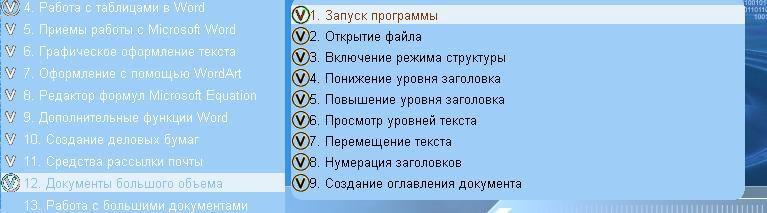 4. Работа с таблицами в Word
5. Приемы работы с Microsoft Word
6. Графическое оформление текста
7. Оформление с помощью WordArt
8. Редактор формул Microsoft Equation
9. Дополнительные функции Word
10. Создание деловых бумаг
11. Средства рассылки почты
12. Документы большого объема
13. Работа с большими документами
1. Запуск программы
2. Открытие файла
3. Включение режима структуры
4. Понижение уровня заголовка
5. Повышение уровня заголовка
6. Просмотр уровней текста
7. Перемещение текста
8. Нумерация заголовков
9. Создание оглавления документа